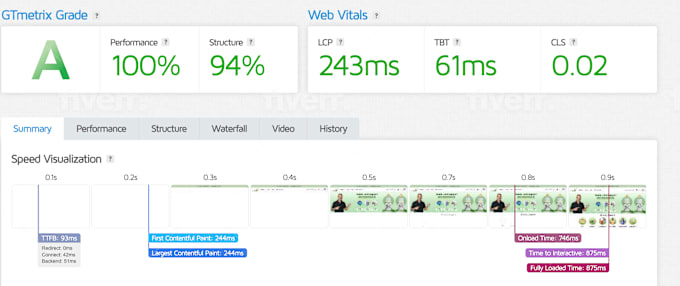 GTmetrix Grade ?
Web Vitals ?
A
Performance ?
100%
Structure ?
94%
LCP ?
243ms
TBT ?
61ms
CLS ?
0.02
fiverr.
fiverr.
Summary
Performance
Structure
Waterfall
Video
History
Speed Visualization ?
0.1s 0.2s 0.3s 0.4s 0.5s 0.7s 0.8s 0.9s
TTFB: 93ms
Redirect: 0ms
Connect: 42ms
Backend: 51ms
First Contentful Paint: 244ms
Largest Contentful Paint: 244ms
Onload Time: 746ms
Time to Interactive: 875ms
Fully Loaded Time: 875ms